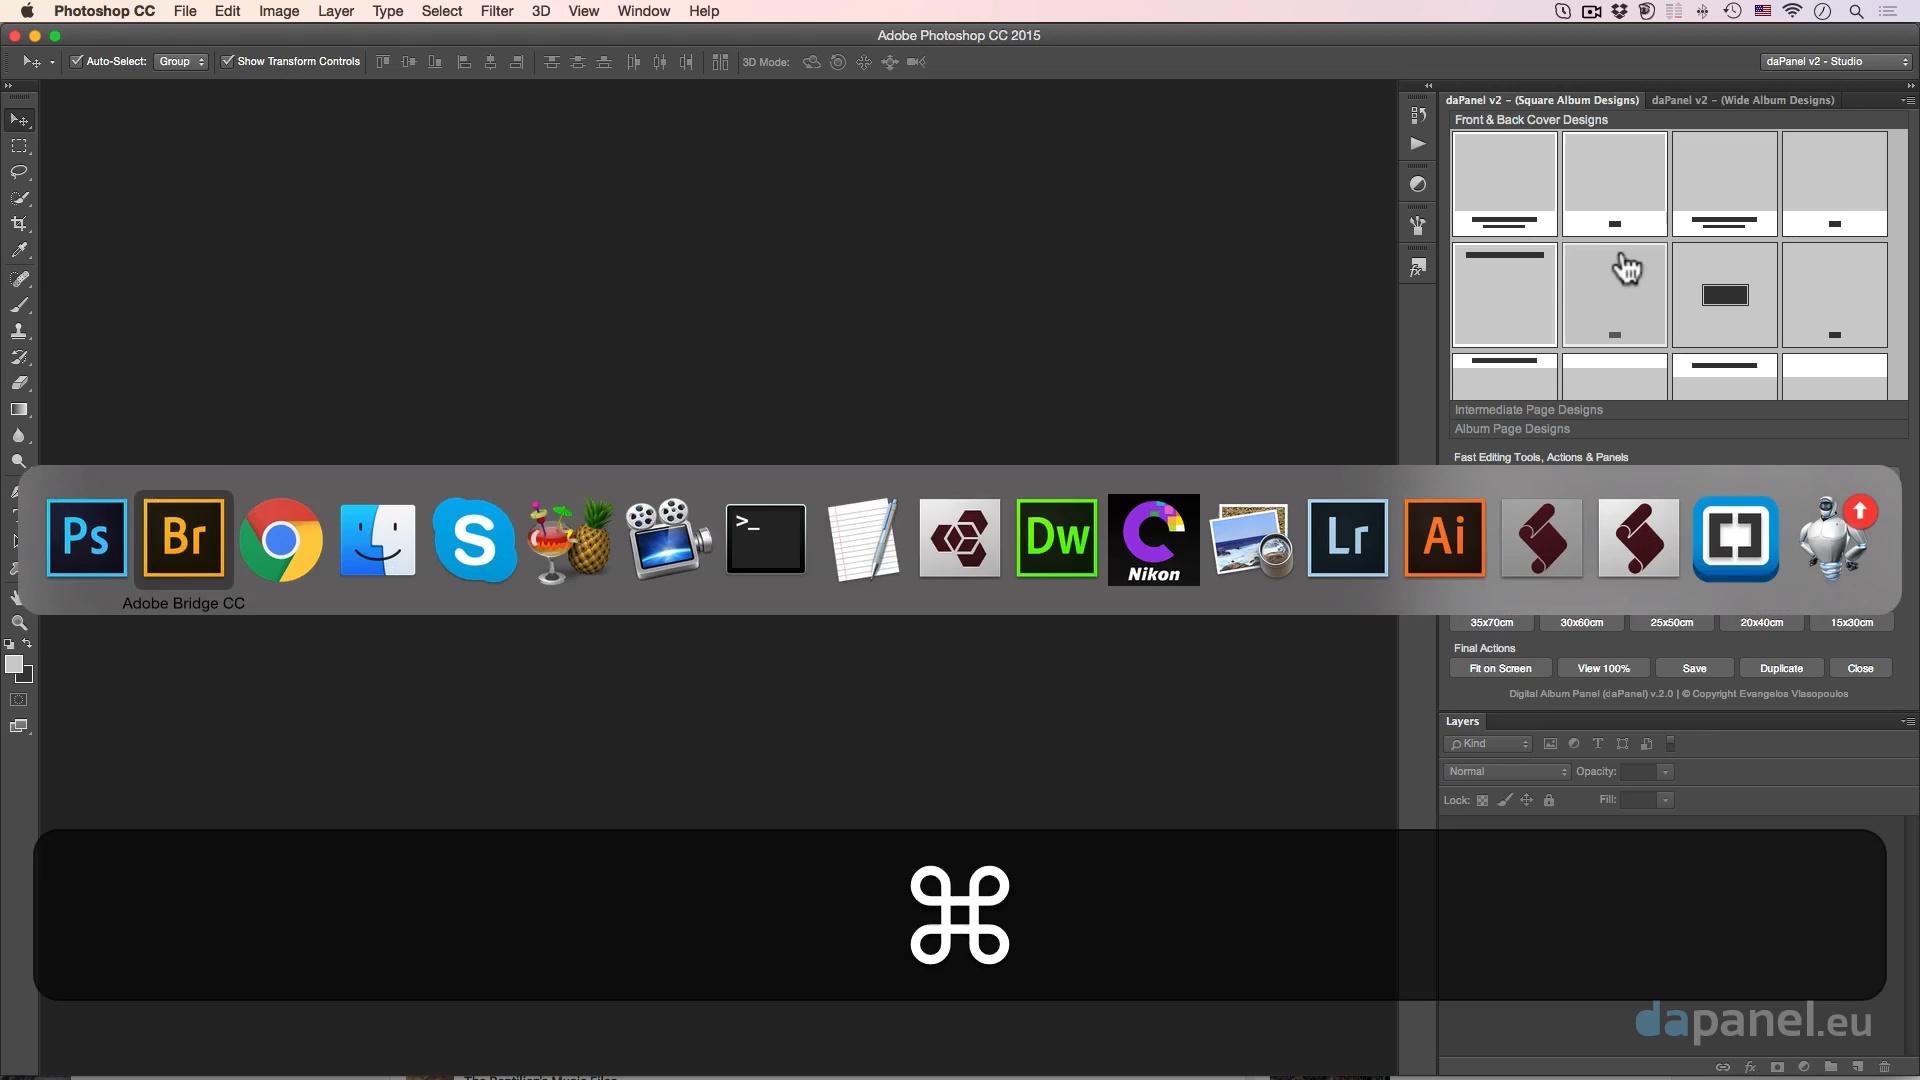 Photoshop CC File Edit Image Layer Type Select Filter 3D View Window Help
Adobe Photoshop CC 2015
Auto-Select: Group Show Transform Controls 3D Mode: daPanel v2 - Studio
daPanel v2 – (Square Album Designs) daPanel v2 – (Wide Album Designs)
Front & Back Cover Designs
Intermediate Page Designs
Album Page Designs
Fast Editing Tools, Actions & Panels
Ps Br S >_ Dw Nikon Lr Ai
Adobe Bridge CC
35x70cm 30x60cm 25x50cm 20x40cm 15x30cm
Final Actions
Fit on Screen View 100% Save Duplicate Close
Digital Album Panel (daPanel) v.2.0 | © Copyright Evangelos Vlasopoulos
Layers
Kind
Normal Opacity:
Lock: Fill:
⌘
dapanel.eu